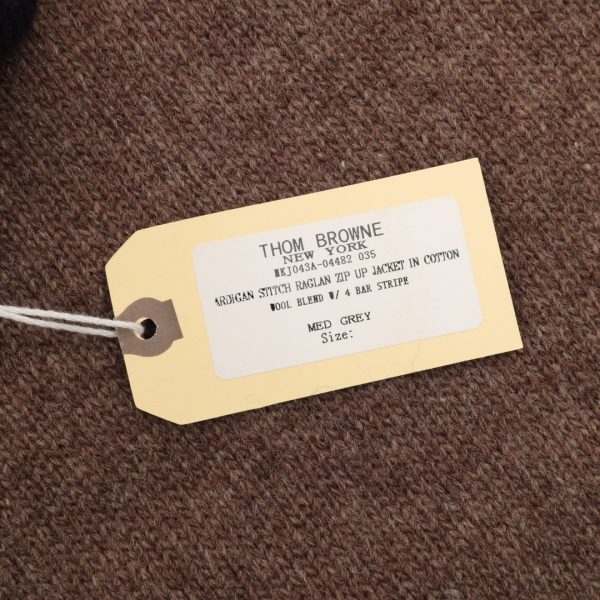 THOM BROWNE
NEW YORK
MKJ043A-04482 035
ARDIGAN STITCH RAGLAN ZIP UP JACKET IN COTTON
WOOL BLEND W/ 4 BAR STRIPE
MED GREY
Size: